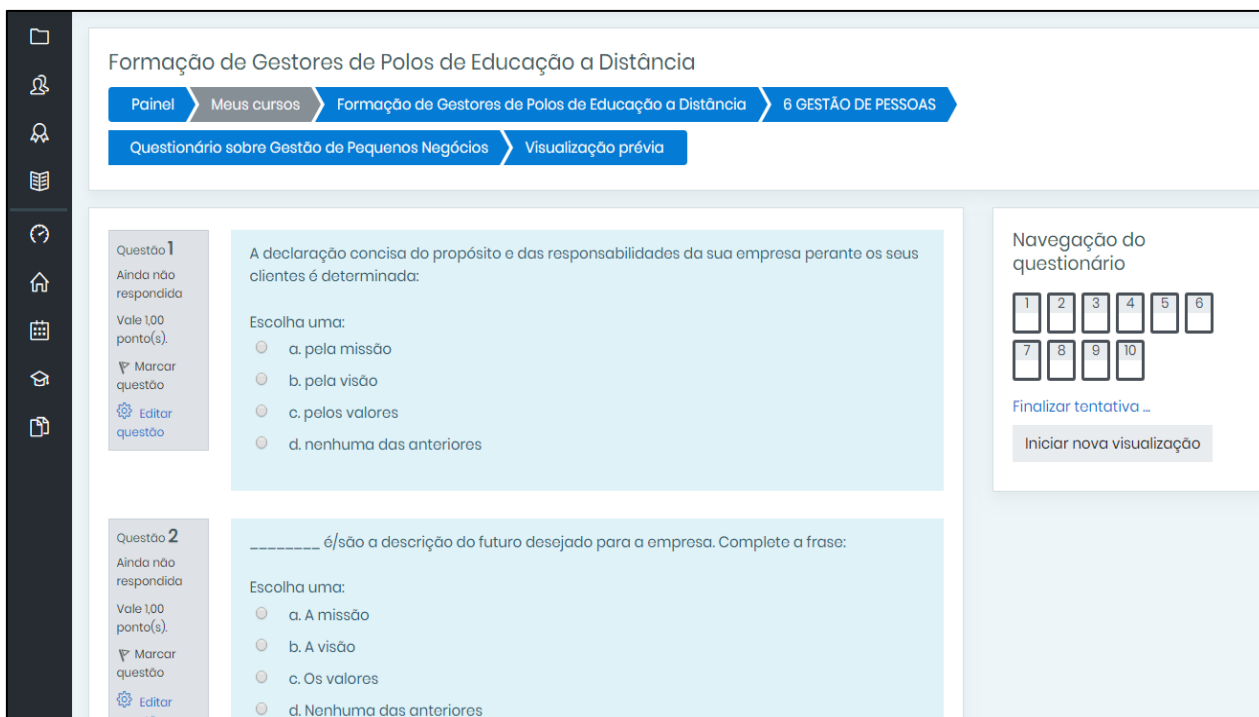 Formação de Gestores de Polos de Educação a Distância
Painel Meus cursos Formação de Gestores de Polos de Educação a Distância 6 GESTÃO DE PESSOAS
Questionário sobre Gestão de Pequenos Negócios Visualização prévia
Questão 1
Ainda não
respondida
Vale 1,00
ponto(s).
Marcar
questão
Editar
questão
A declaração concisa do propósito e das responsabilidades da sua empresa perante os seus
clientes é determinada:
Escolha uma:
a. pela missão
b. pela visão
c. pelos valores
d. nenhuma das anteriores
Questão 2
Ainda não
respondida
Vale 1,00
ponto(s).
Marcar
questão
Editar
________ é/são a descrição do futuro desejado para a empresa. Complete a frase:
Escolha uma:
a. A missão
b. A visão
c. Os valores
d. Nenhuma das anteriores
Navegação do
questionário
1 2 3 4 5 6
7 8 9 10
Finalizar tentativa ...
Iniciar nova visualização